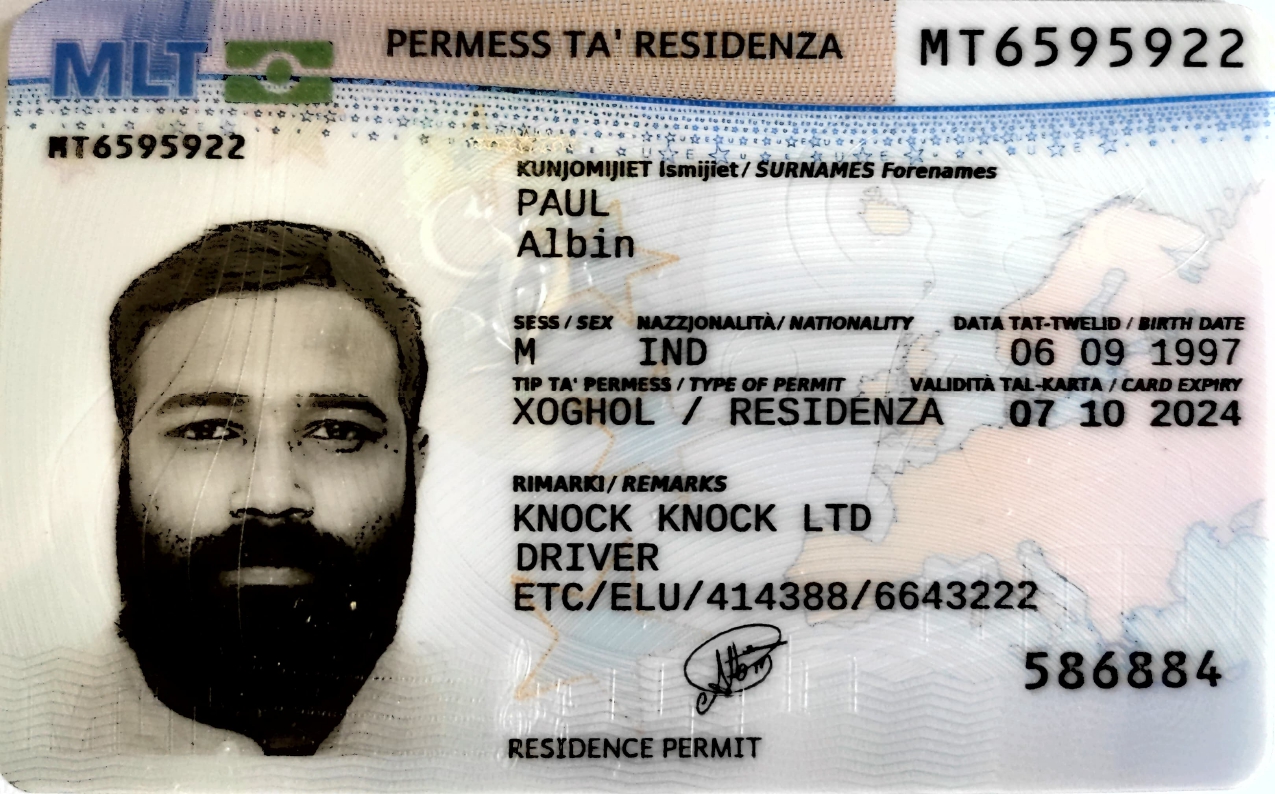 MLT
PERMESS TA' RESIDENZA
MT6595922
MT6595922
KUNJOMIJIET Ismijiet / SURNAMES Forenames
PAUL
Albin
SESS / SEX NAZZJONALITÀ / NATIONALITY DATA TAT-TWELID / BIRTH DATE
M IND 06 09 1997
TIP TA' PERMESS / TYPE OF PERMIT VALIDITÀ TAL-KARTA / CARD EXPIRY
XOGHOL / RESIDENZA 07 10 2024
RIMARKI / REMARKS
KNOCK KNOCK LTD
DRIVER
ETC/ELU/414388/6643222
Albin
586884
RESIDENCE PERMIT